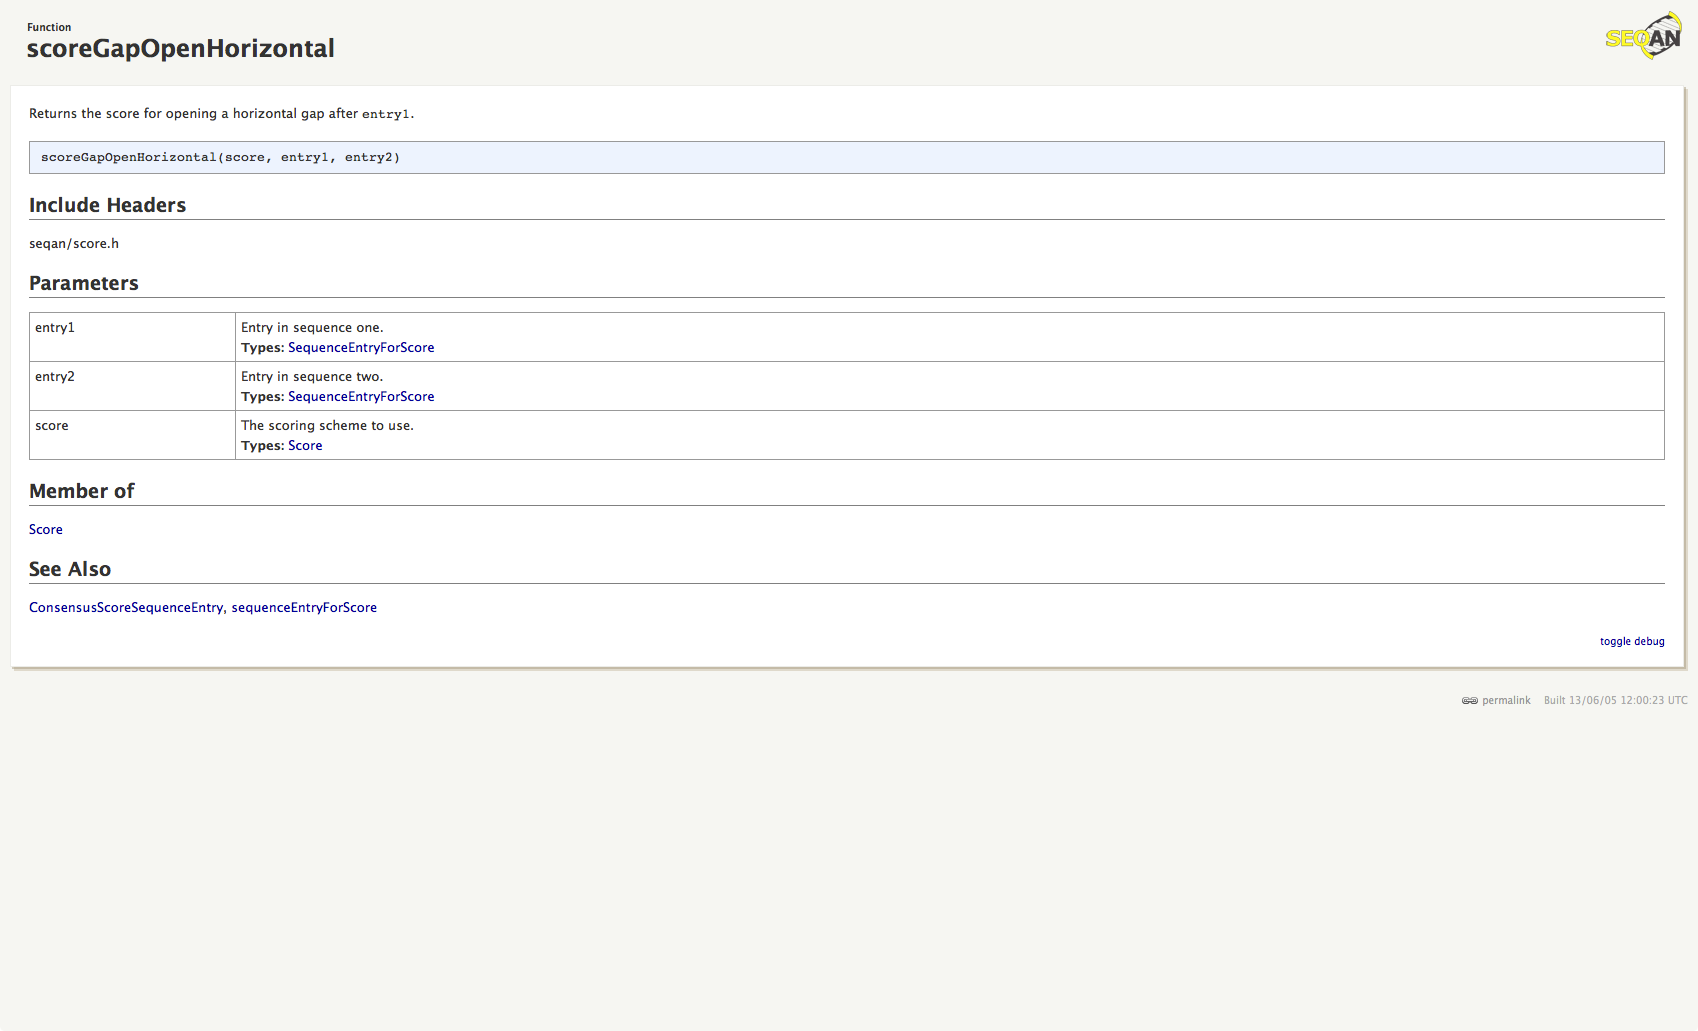 Function
scoreGapOpenHorizontal
SEQAN
Returns the score for opening a horizontal gap after entry1.
scoreGapOpenHorizontal(score, entry1, entry2)
Include Headers
seqan/score.h
Parameters
entry1
Entry in sequence one.
Types: SequenceEntryForScore
entry2
Entry in sequence two.
Types: SequenceEntryForScore
score
The scoring scheme to use.
Types: Score
Member of
Score
See Also
ConsensusScoreSequenceEntry, sequenceEntryForScore
toggle debug
permalink Built 13/06/05 12:00:23 UTC